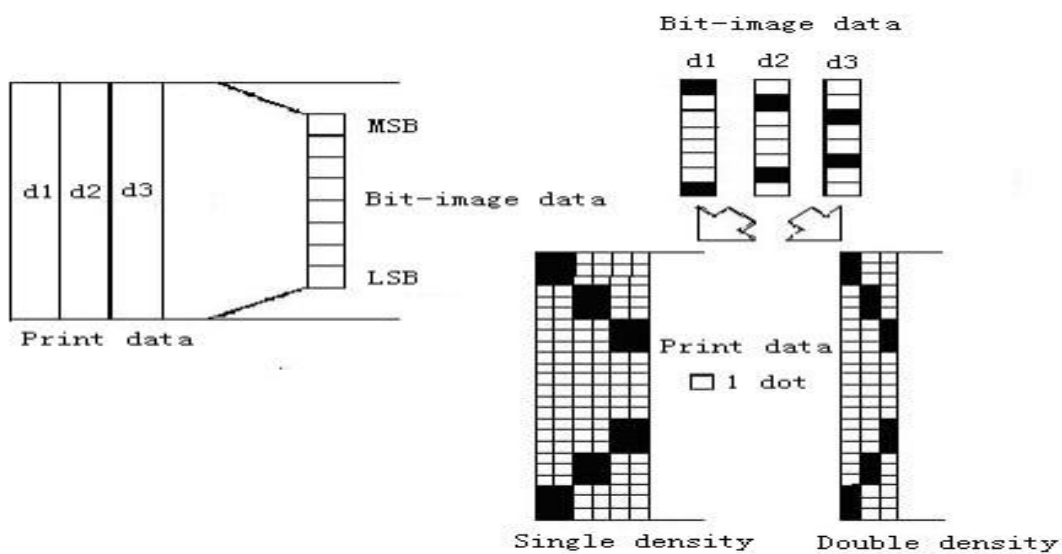 Bit-image data
d1 d2 d3
MSB
d1 d2 d3
Bit-image data
LSB
Print data
Print data
1 dot
Single density
Double density